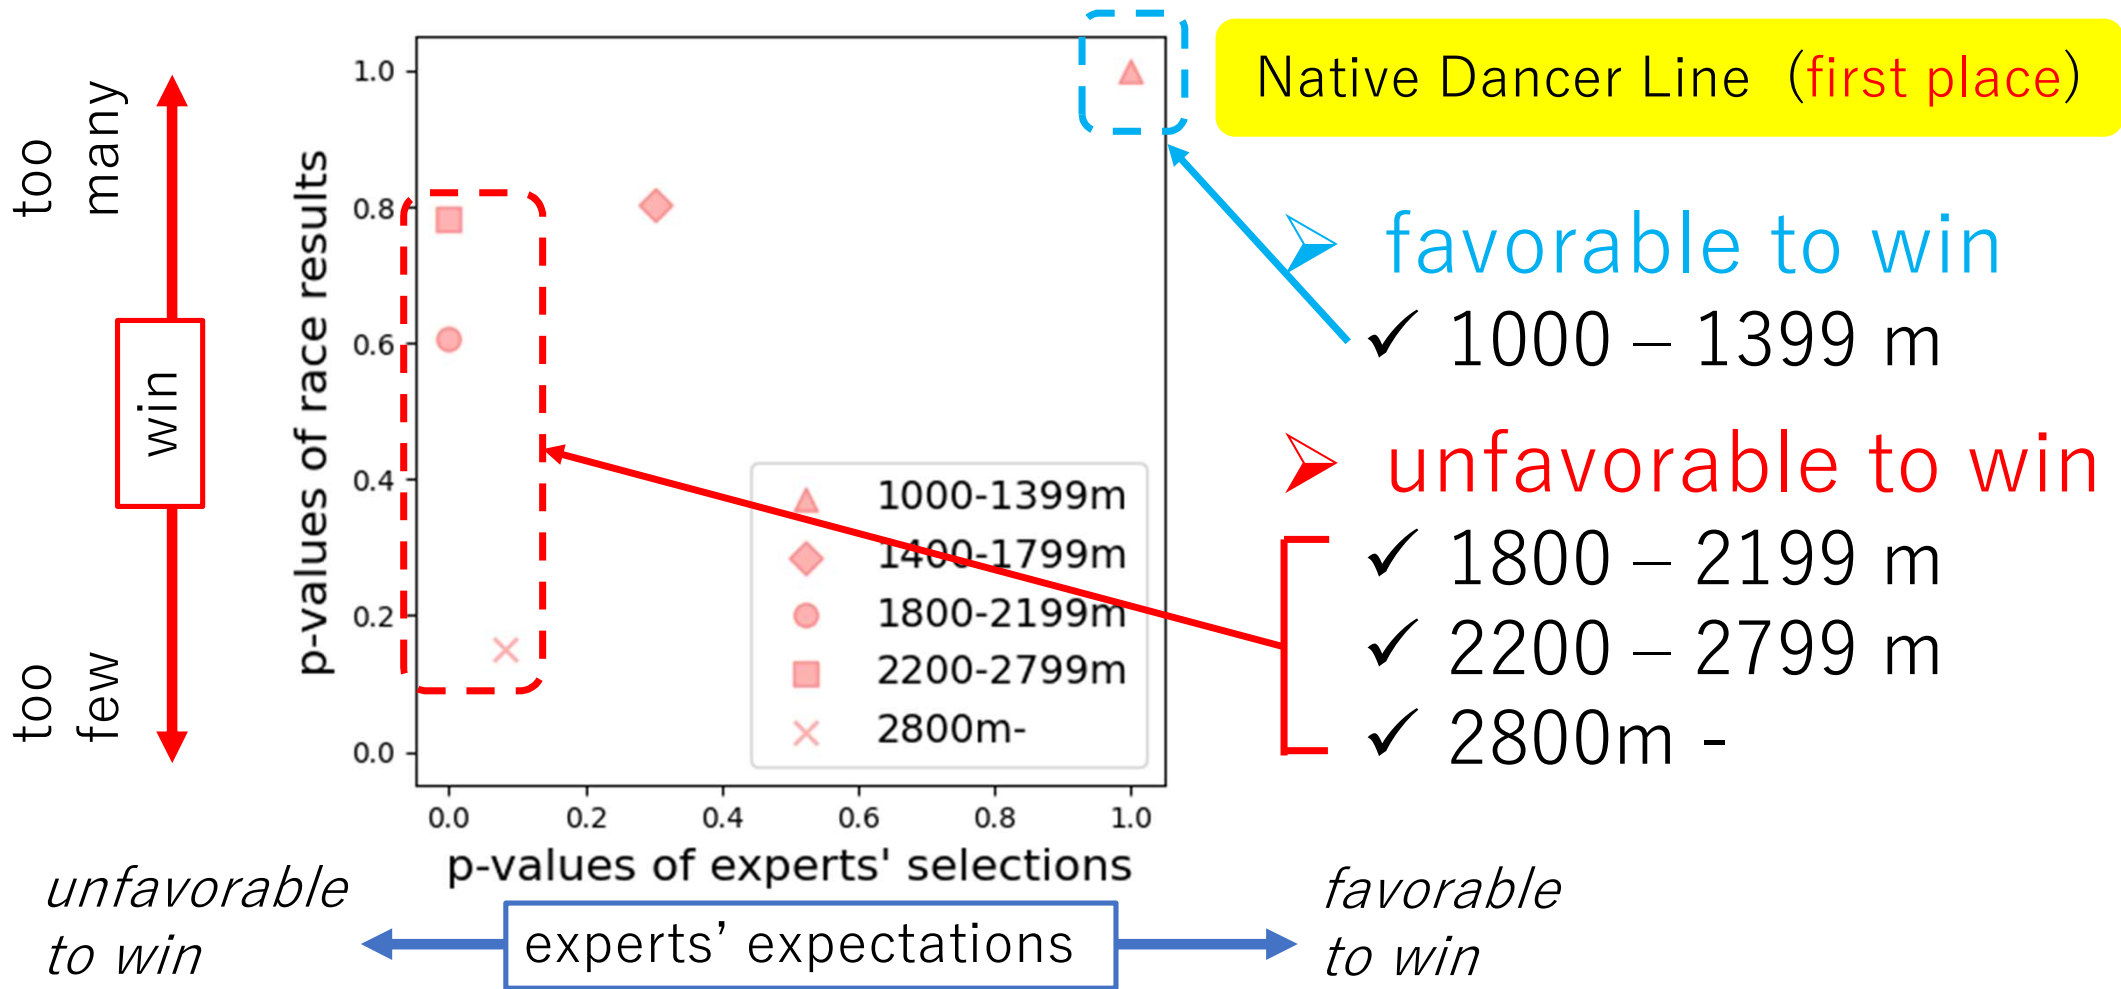 Native Dancer Line (first place)
too
many
win
too
few
p-values of race results
1.0
0.8
0.6
0.4
0.2
0.0
0.0
0.2
0.4
0.6
0.8
1.0
p-values of experts' selections
1000-1399m
1400-1799m
1800-2199m
2200-2799m
2800m-
➢ favorable to win
✓ 1000 – 1399 m
➢ unfavorable to win
✓ 1800 – 2199 m
✓ 2200 – 2799 m
✓ 2800m -
unfavorable
to win
experts’ expectations
favorable
to win